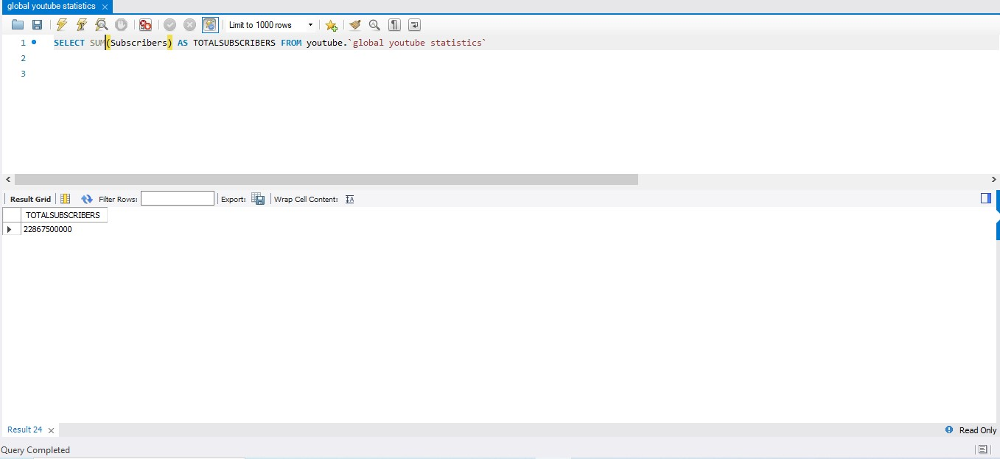 global youtube statistics
Limit to 1000 rows
1 SELECT SUM(Subscribers) AS TOTALSUBSCRIBERS FROM youtube.`global youtube statistics`
2
3
Result Grid Filter Rows: Export: Wrap Cell Content: IA
TOTALSUBSCRIBERS
22867500000
Result 24 Read Only
Query Completed